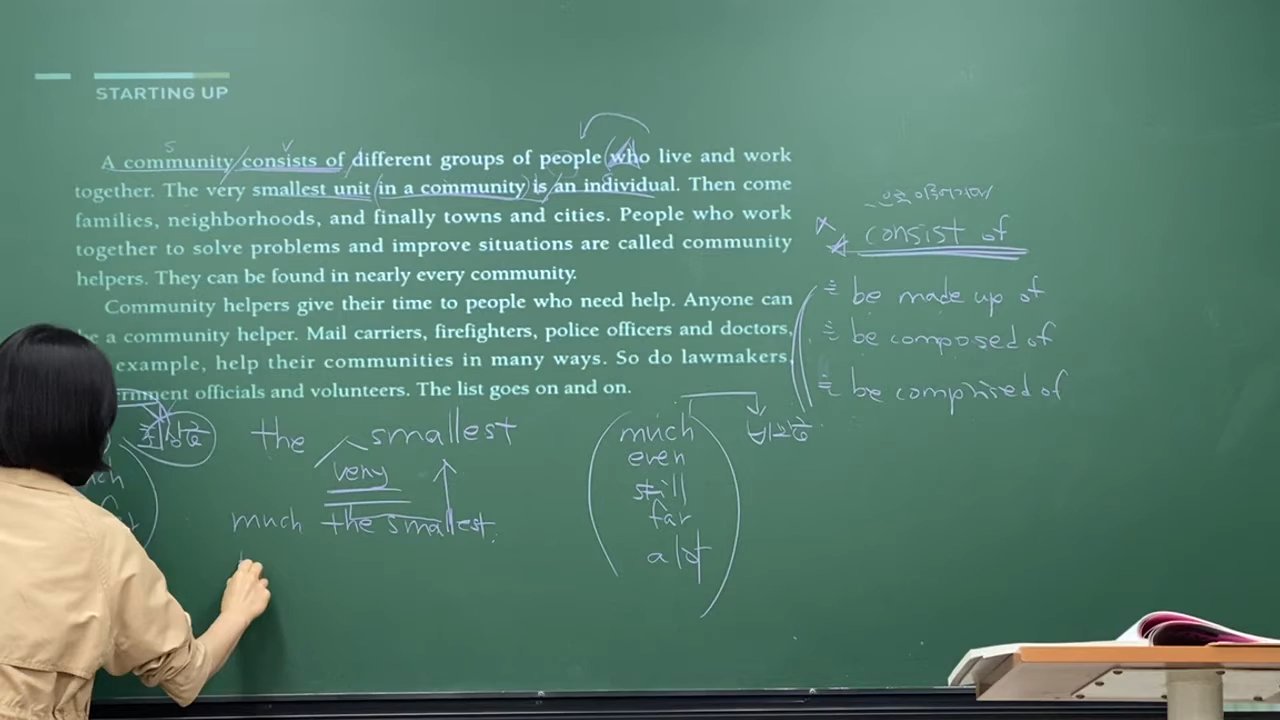 STARTING UP
S V
A community consists of different groups of people who live and work
together. The very smallest unit in a community is an individual. Then come
families, neighborhoods, and finally towns and cities. People who work
together to solve problems and improve situations are called community
helpers. They can be found in nearly every community.
Community helpers give their time to people who need help. Anyone can
a community helper. Mail carriers, firefighters, police officers and doctors,
example, help their communities in many ways. So do lawmakers,
officials and volunteers. The list goes on and on.
consist of
= be made up of
= be composed of
= be comprised of
최상급
the smallest
very
much the smallest.
much
even
still
far
a lot
비교급